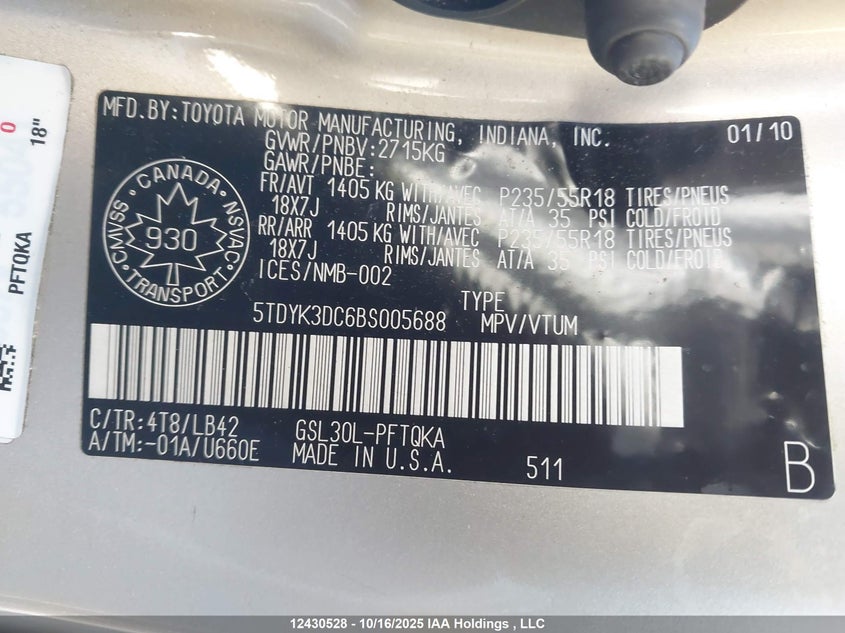 MFD.BY:TOYOTA MOTOR MANUFACTURING, INDIANA, INC. 01/10
GVWR/PNBV:2715KG
GAWR/PNBE:
FR/AVT 1405 KG WITH/AVEC P235/55R18 TIRES/PNEUS
18X7J RIMS/JANTES AT/A 35 PSI COLD/FROID
RR/ARR 1405 KG WITH/AVEC P235/55R18 TIRES/PNEUS
18X7J RIMS/JANTES AT/A 35 PSI COLD/FROID
ICES/NMB-002
CANADA
CMVSS NSVAC
930
TRANSPORT
TYPE
5TDYK3DC6BS005688 MPV/VTUM
C/TR:4T8/LB42 GSL30L-PFTQKA
A/TM:-01A/U660E MADE IN U.S.A. 511
B
18"
PFTQKA
12430528 - 10/16/2025 IAA Holdings , LLC